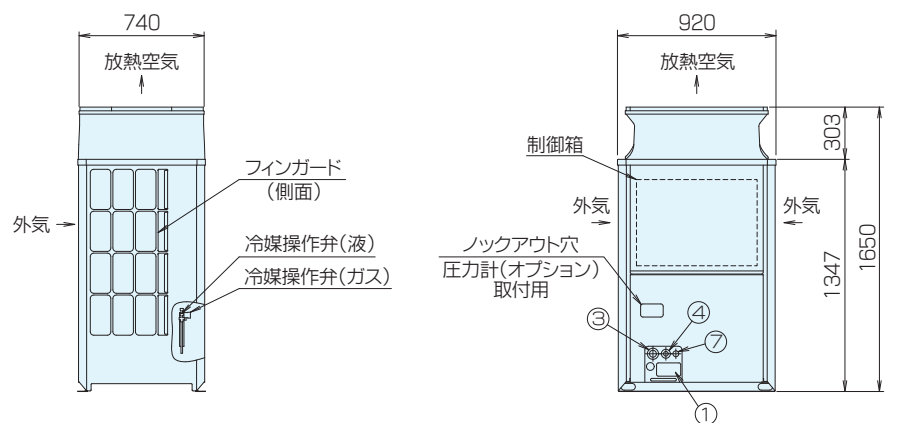 740
放熱空気
フィンガード
(側面)
外気
冷媒操作弁(液)
冷媒操作弁(ガス)
920
放熱空気
制御箱
外気
外気
ノックアウト穴
圧力計(オプション)
取付用
③
④
⑦
①
303
1347
1650